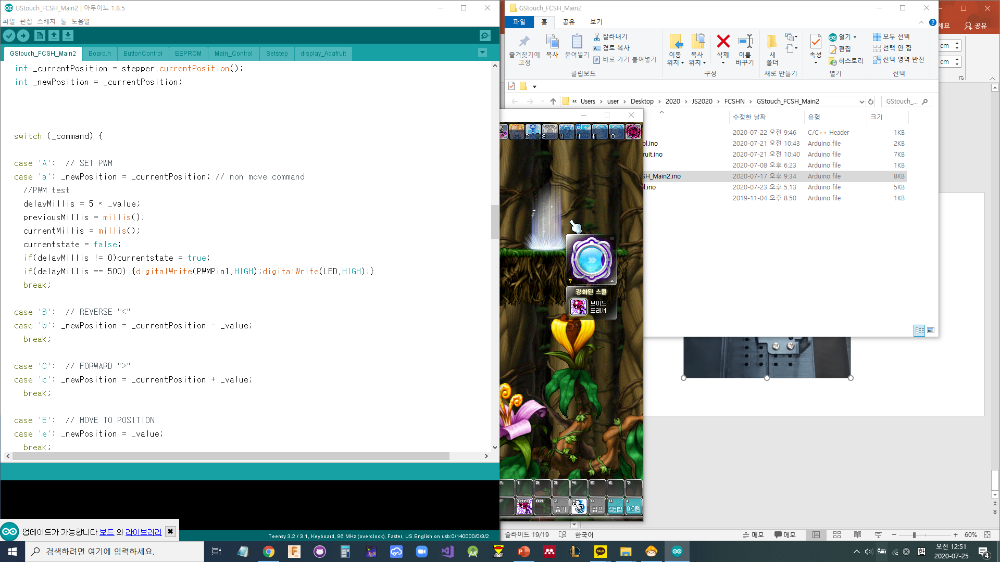 GStouch_FCSH_Main2 | 아두이노 1.8.5
파일 편집 스케치 툴 도움말
GStouch_FCSH_Main2 Board.h ButtonControl EEPROM Main_Control Setstep display_Adafruit
int _currentPosition = stepper.currentPosition();
int _newPosition = _currentPosition;
switch (_command) {
case 'A':  // SET PWM
case 'a': _newPosition = _currentPosition; // non move command
//PWM test
delayMillis = 5 * _value;
previousMillis = millis();
currentMillis = millis();
currentstate = false;
if(delayMillis != 0)currentstate = true;
if(delayMillis == 500) {digitalWrite(PWMPin1,HIGH);digitalWrite(LED,HIGH);}
break;
case 'B':  // REVERSE "<"
case 'b': _newPosition = _currentPosition - _value;
break;
case 'C':  // FORWARD ">"
case 'c': _newPosition = _currentPosition + _value;
break;
case 'E':  // MOVE TO POSITION
case 'e': _newPosition = _value;
break;
업데이트가 가능합니다 보드 와 라이브러리
Teensy 3.2 / 3.1, Keyboard, 96 MHz (overclock), Faster, US English on usb:0/140000/0/3/2
GStouch_FCSH_Main2
파일 홈 공유 보기
즐겨찾기에 고정
복사
붙여넣기
잘라내기
경로 복사
바로 가기 붙여넣기
클립보드
이동 위치
복사 위치
삭제
이름 바꾸기
구성
새 폴더
새로 만들기
속성
열기
편집
히스토리
열기
모두 선택
선택 안 함
선택 영역 반전
선택
« Users › user › Desktop › 2020 › JS2020 › FCSHN › GStouch_FCSH_Main2
GStouch_...
수정한 날짜 유형 크기
2020-07-22 오전 9:46 C/C++ Header 1KB
ol.ino 2020-07-21 오전 10:43 Arduino file 2KB
ruit.ino 2020-07-21 오전 10:40 Arduino file 7KB
2020-07-08 오후 6:23 Arduino file 1KB
SH_Main2.ino 2020-07-17 오후 9:34 Arduino file 8KB
l.ino 2020-07-23 오후 5:13 Arduino file 5KB
2019-11-04 오후 8:50 Arduino file 1KB
세요 공유
cm
cm
1 2 8 11 11 11 10
강화된 스킬
보이드
프레셔
R 1 2 3 4 5 6 7
F Ctrl Alt Z 줍기 X C 점프 U 장비창 I 아이템
슬라이드 19/19 한국어 메모 메모 60%
검색하려면 여기에 입력하세요.
TALK
한
오전 12:51
2020-07-25
4